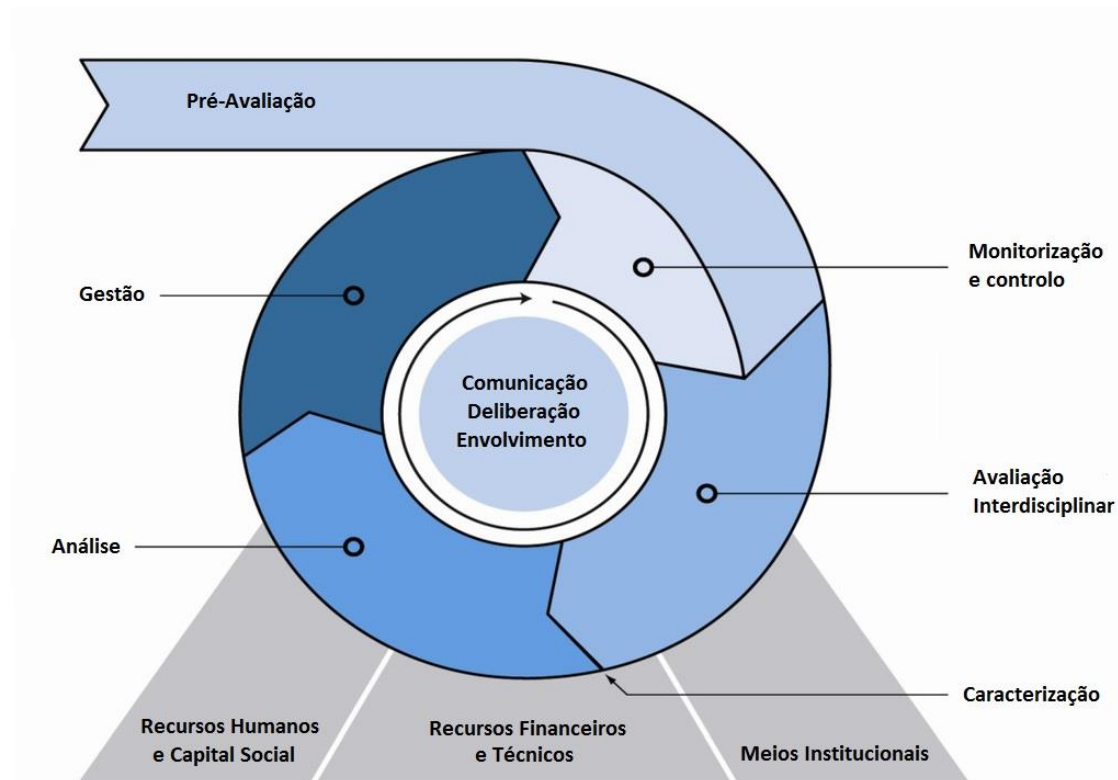 Pré-Avaliação
Monitorização
e controlo
Gestão
Comunicação
Deliberação
Envolvimento
Avaliação
Interdisciplinar
Análise
Caracterização
Recursos Humanos
e Capital Social
Recursos Financeiros
e Técnicos
Meios Institucionais